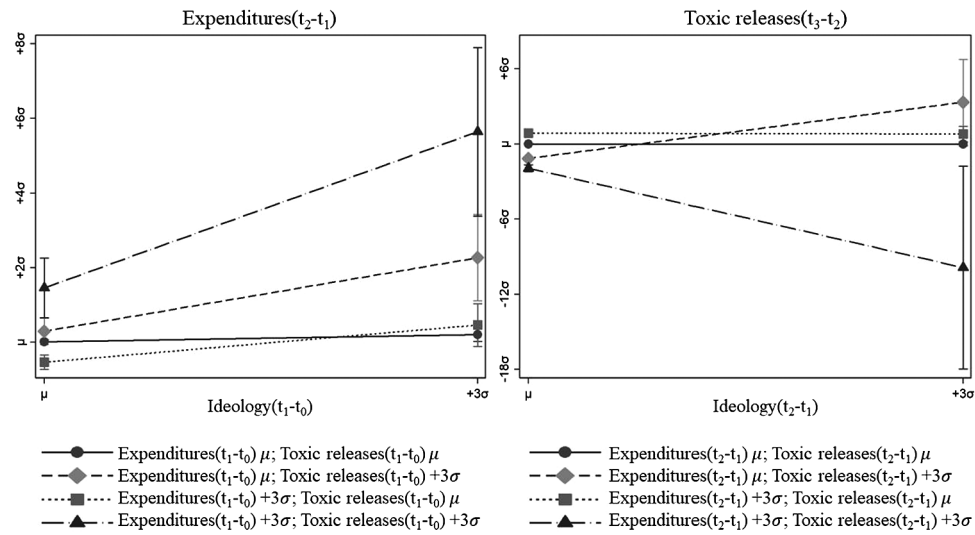 Expenditures(t₂-t₁)
+8σ
+6σ
+4σ
+2σ
μ
μ
+3σ
Ideology(t₁-t₀)
Expenditures(t₁-t₀) μ; Toxic releases(t₁-t₀) μ
Expenditures(t₁-t₀) μ; Toxic releases(t₁-t₀) +3σ
Expenditures(t₁-t₀) +3σ; Toxic releases(t₁-t₀) μ
Expenditures(t₁-t₀) +3σ; Toxic releases(t₁-t₀) +3σ
Toxic releases(t₃-t₂)
+6σ
μ
-6σ
-12σ
-18σ
μ
+3σ
Ideology(t₂-t₁)
Expenditures(t₂-t₁) μ; Toxic releases(t₂-t₁) μ
Expenditures(t₂-t₁) μ; Toxic releases(t₂-t₁) +3σ
Expenditures(t₂-t₁) +3σ; Toxic releases(t₂-t₁) μ
Expenditures(t₂-t₁) +3σ; Toxic releases(t₂-t₁) +3σ